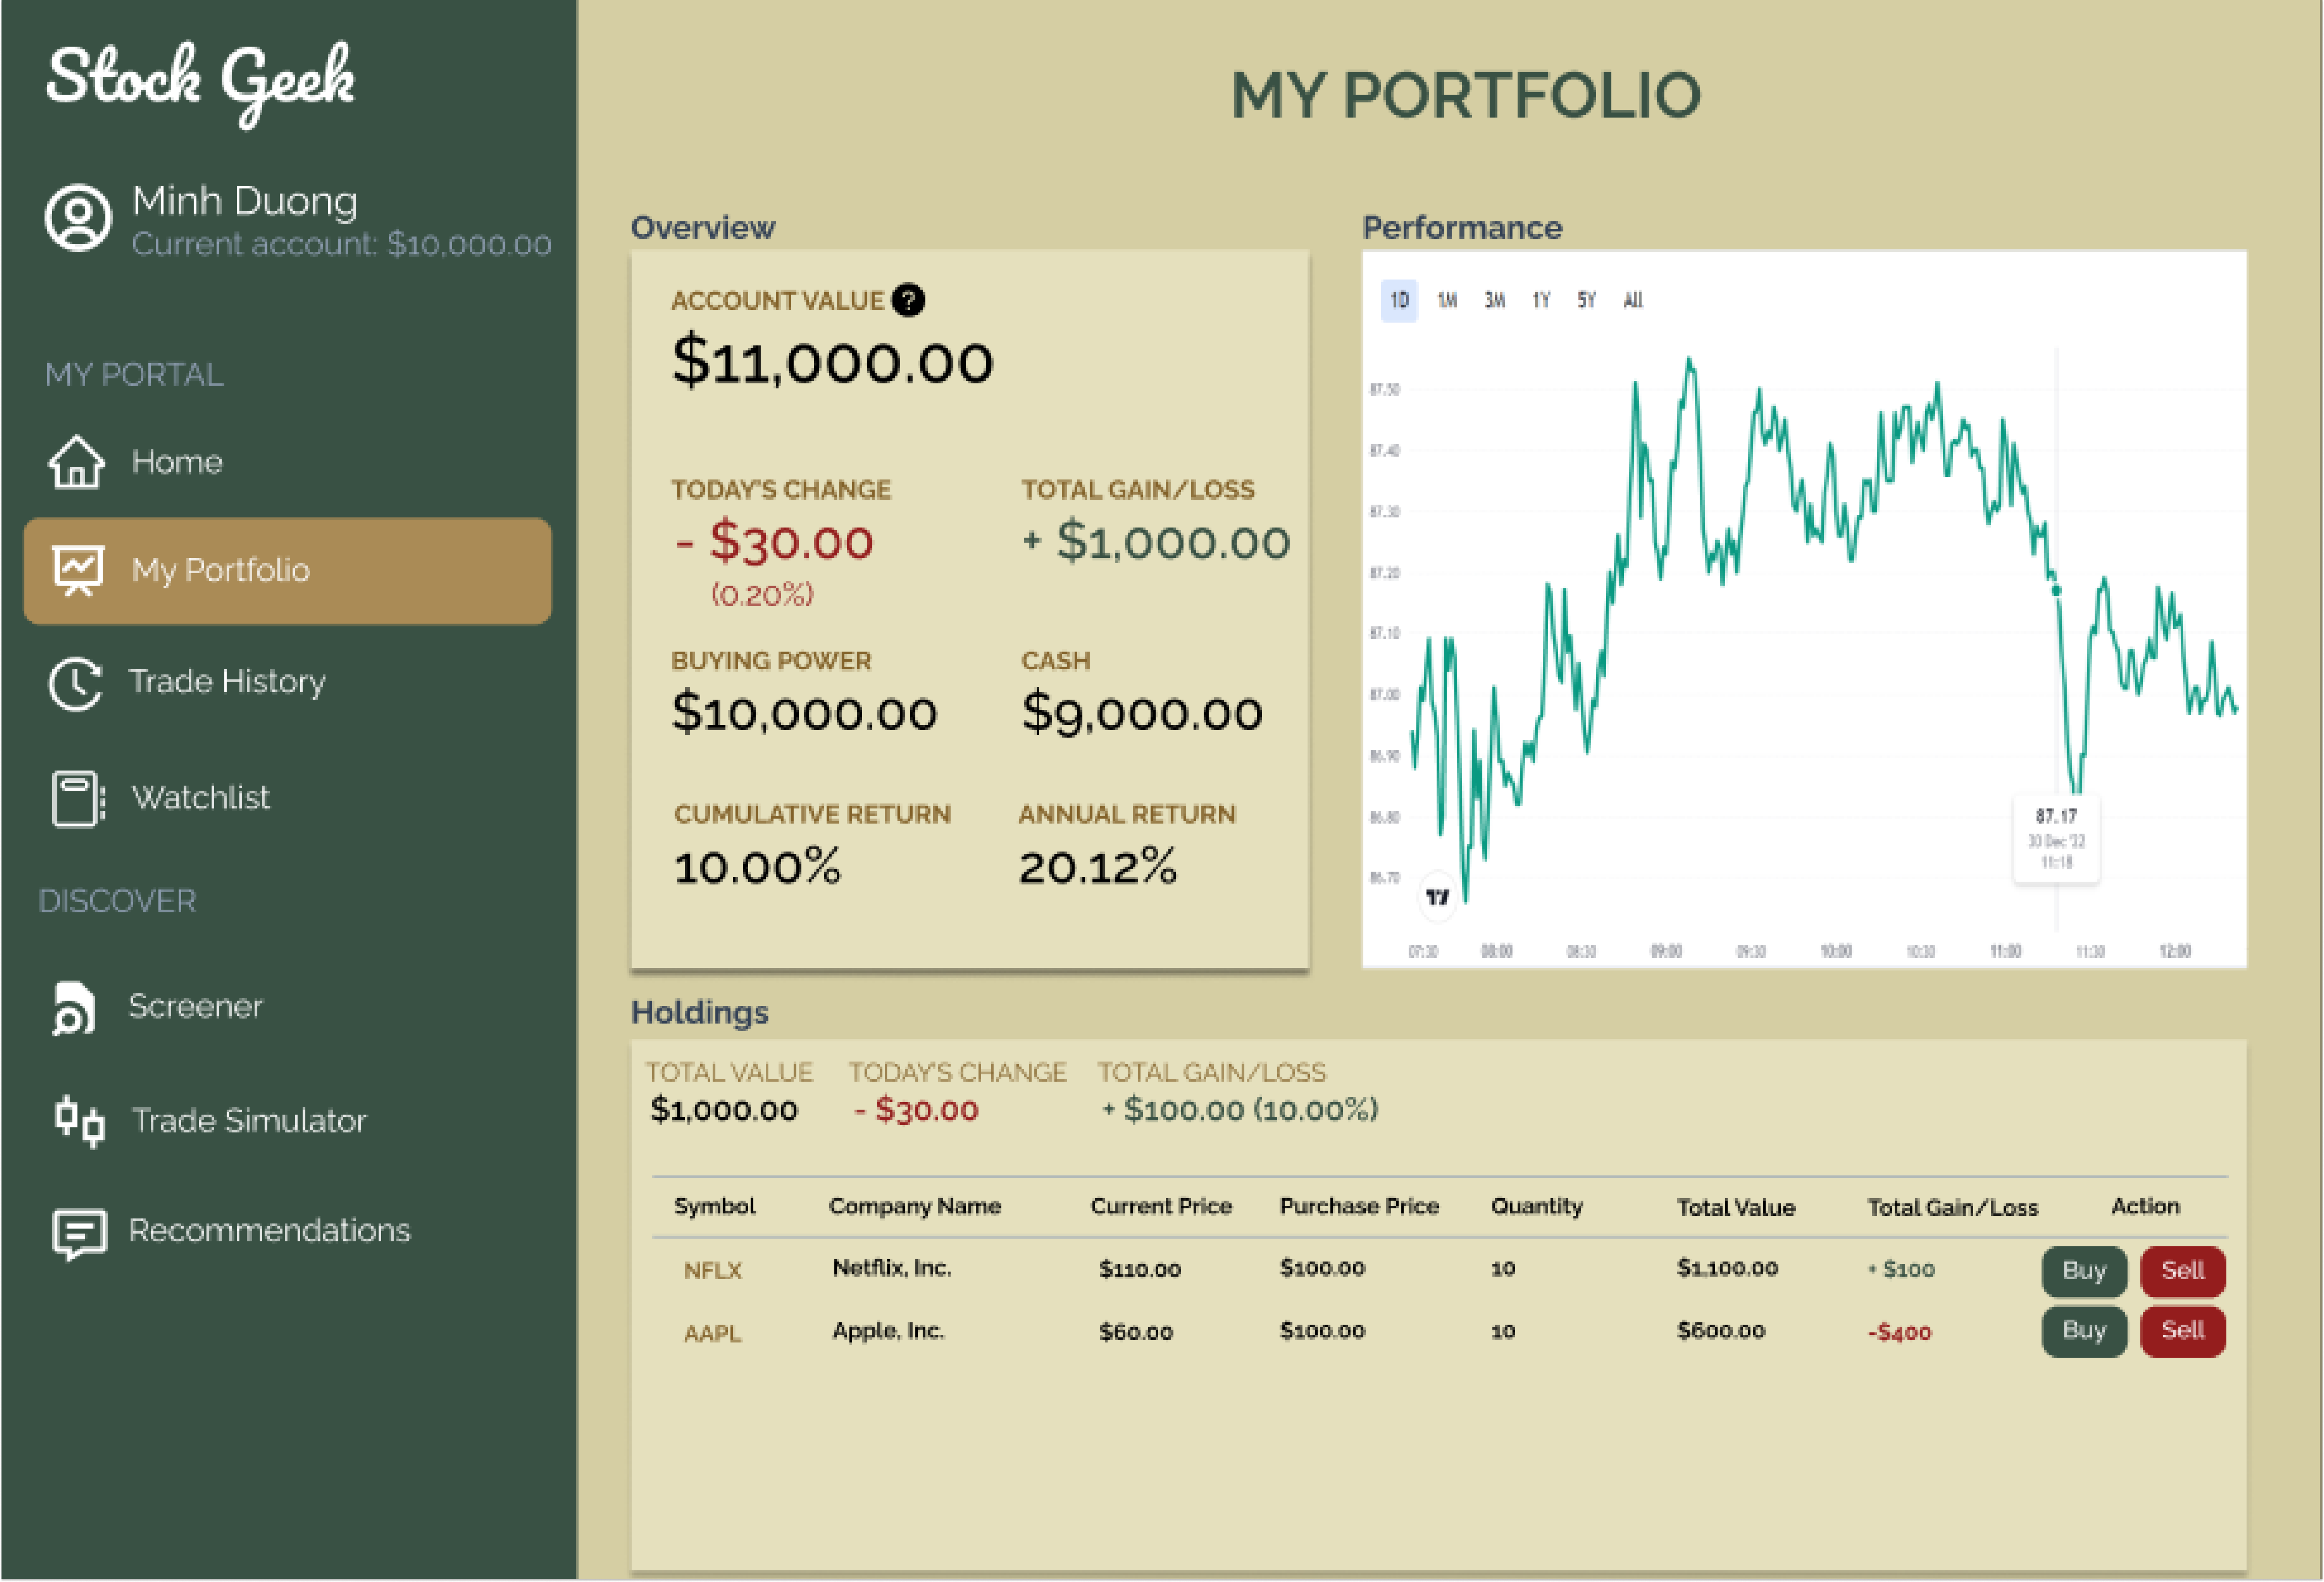 Stock Geek
Minh Duong
Current account: $10,000.00
MY PORTAL
Home
My Portfolio
Trade History
Watchlist
DISCOVER
Screener
Trade Simulator
Recommendations
MY PORTFOLIO
Overview
ACCOUNT VALUE ?
$11,000.00
TODAY'S CHANGE TOTAL GAIN/LOSS
- $30.00 + $1,000.00
(0.20%)
BUYING POWER CASH
$10,000.00 $9,000.00
CUMULATIVE RETURN ANNUAL RETURN
10.00% 20.12%
Performance
1D 1M 3M 1Y 5Y All
87.50
87.40
87.30
87.20
87.10
87.00
86.90
86.80
86.70
87.17
30 Dec '22
11:18
07:30 08:00 08:30 09:00 09:30 10:00 10:30 11:00 11:30 12:00
Holdings
TOTAL VALUE TODAY'S CHANGE TOTAL GAIN/LOSS
$1,000.00 - $30.00 + $100.00 (10.00%)
Symbol Company Name Current Price Purchase Price Quantity Total Value Total Gain/Loss Action
NFLX Netflix, Inc. $110.00 $100.00 10 $1,100.00 + $100 Buy Sell
AAPL Apple, Inc. $60.00 $100.00 10 $600.00 -$400 Buy Sell